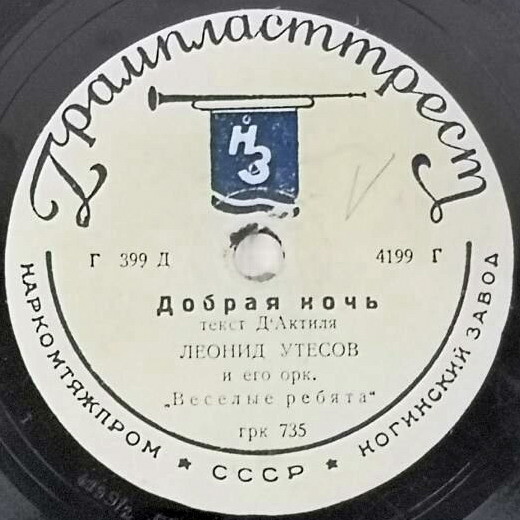 Грампласттрест
НЗ
Г 399 Д
4199 Г
Добрая ночь
текст Д'Актиля
ЛЕОНИД УТЕСОВ
и его орк.
„Веселые ребята“
грк 735
НАРКОМТЯЖПРОМ ★ СССР ★ НОГИНСКИЙ ЗАВОД